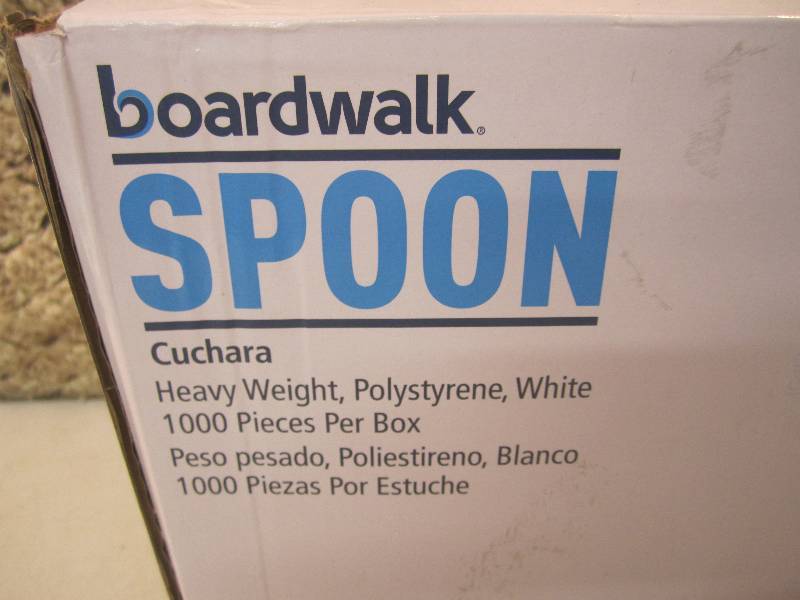 boardwalk®
SPOON
Cuchara
Heavy Weight, Polystyrene, White
1000 Pieces Per Box
Peso pesado, Poliestireno, Blanco
1000 Piezas Por Estuche